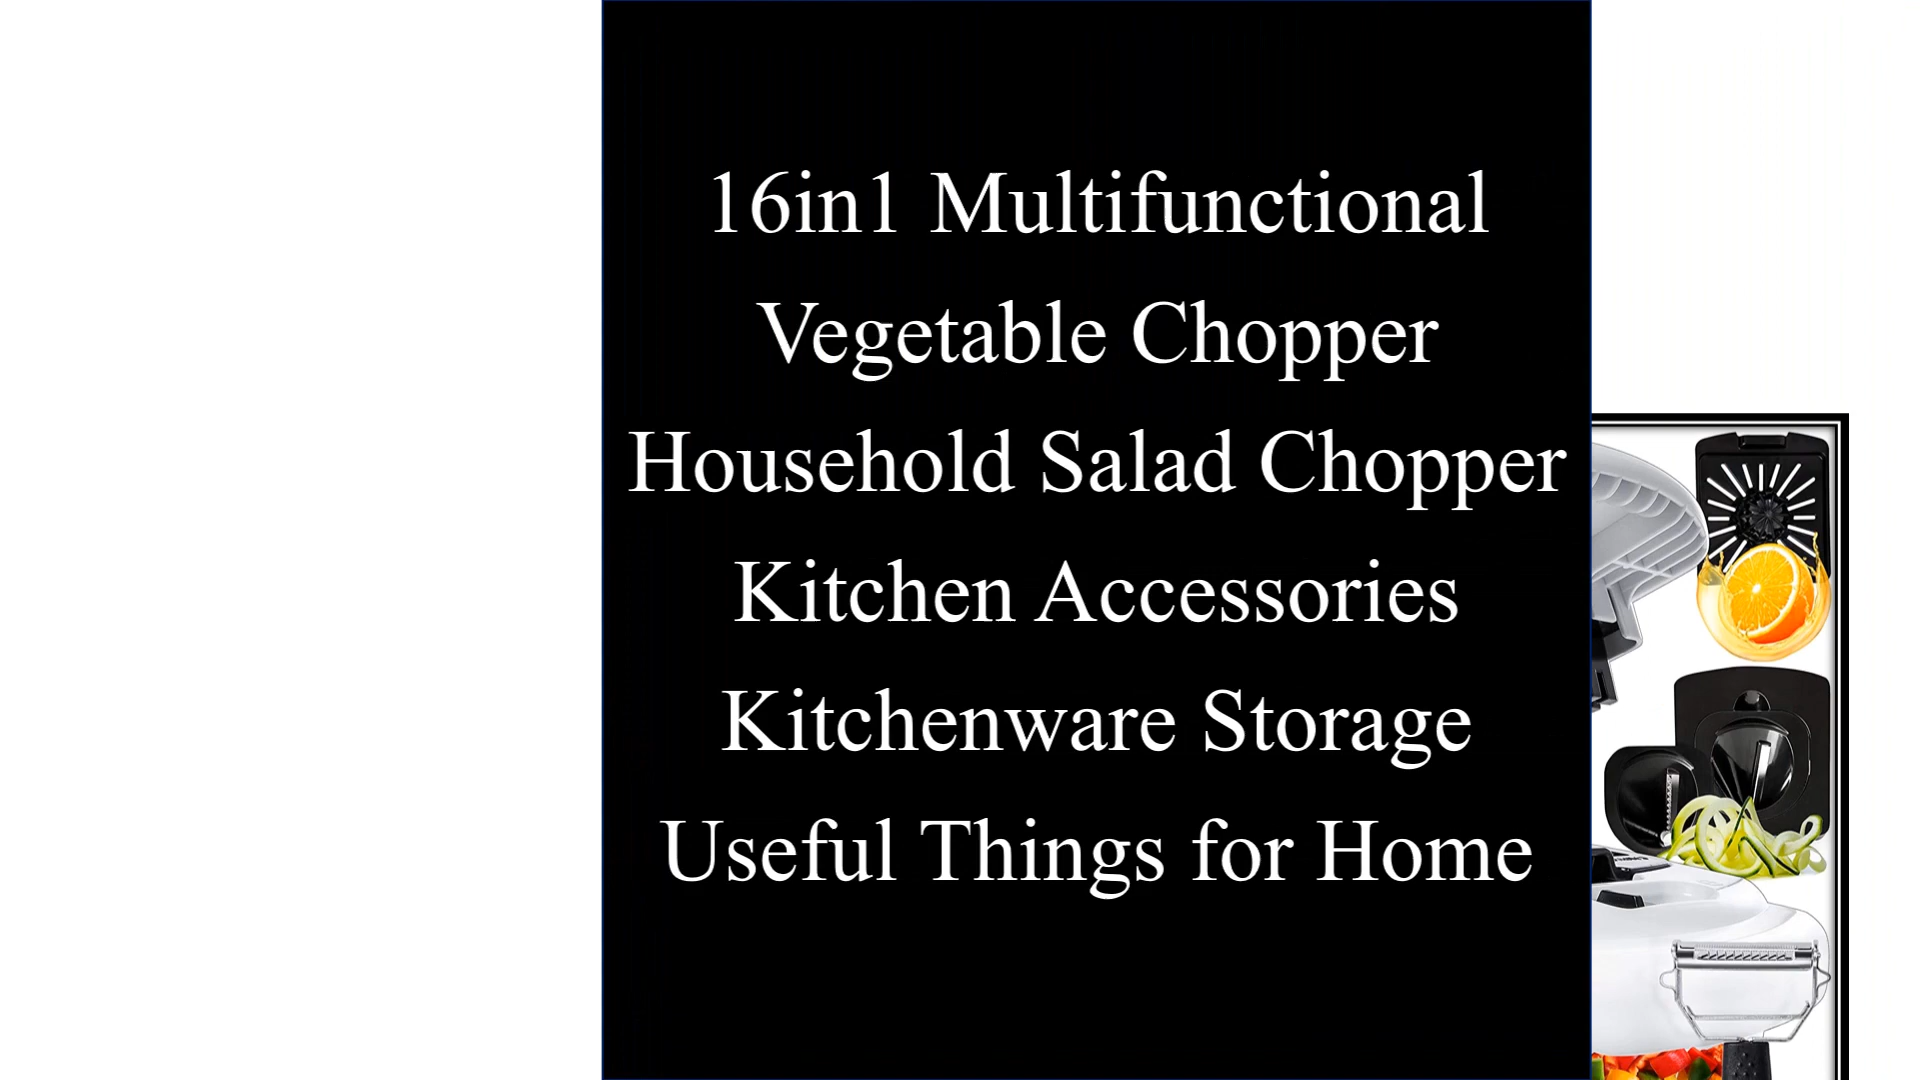 16in1 Multifunctional
Vegetable Chopper
Household Salad Chopper
Kitchen Accessories
Kitchenware Storage
Useful Things for Home